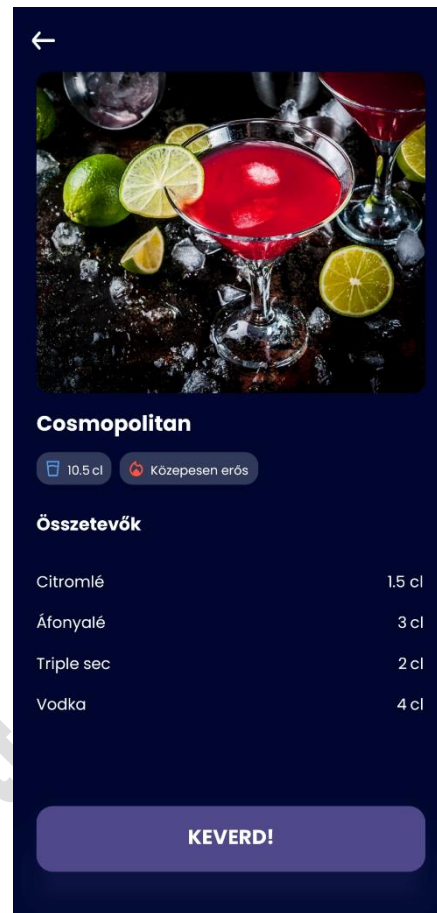 Cosmopolitan
10.5 cl Közepesen erős
Összetevők
Citromlé 1.5 cl
Áfonyalé 3 cl
Triple sec 2 cl
Vodka 4 cl
KEVERD!